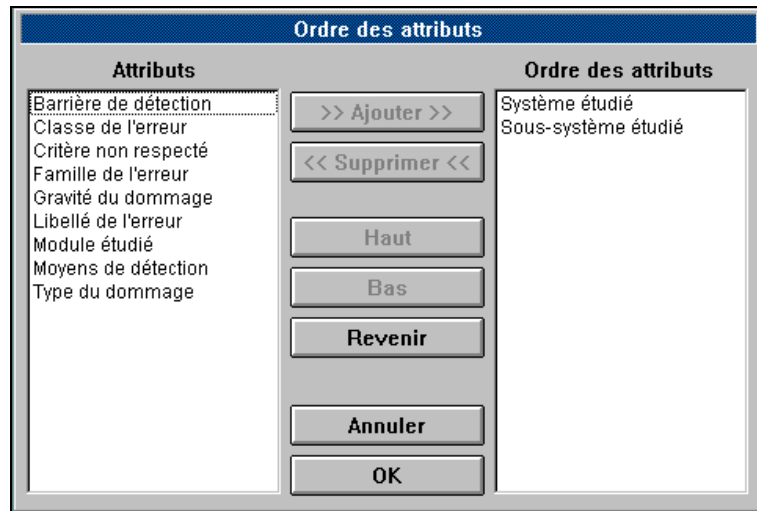 Ordre des attributs
Attributs
Barrière de détection
Classe de l'erreur
Critère non respecté
Famille de l'erreur
Gravité du dommage
Libellé de l'erreur
Module étudié
Moyens de détection
Type du dommage
>> Ajouter >>
<< Supprimer <<
Haut
Bas
Revenir
Annuler
OK
Ordre des attributs
Système étudié
Sous-système étudié